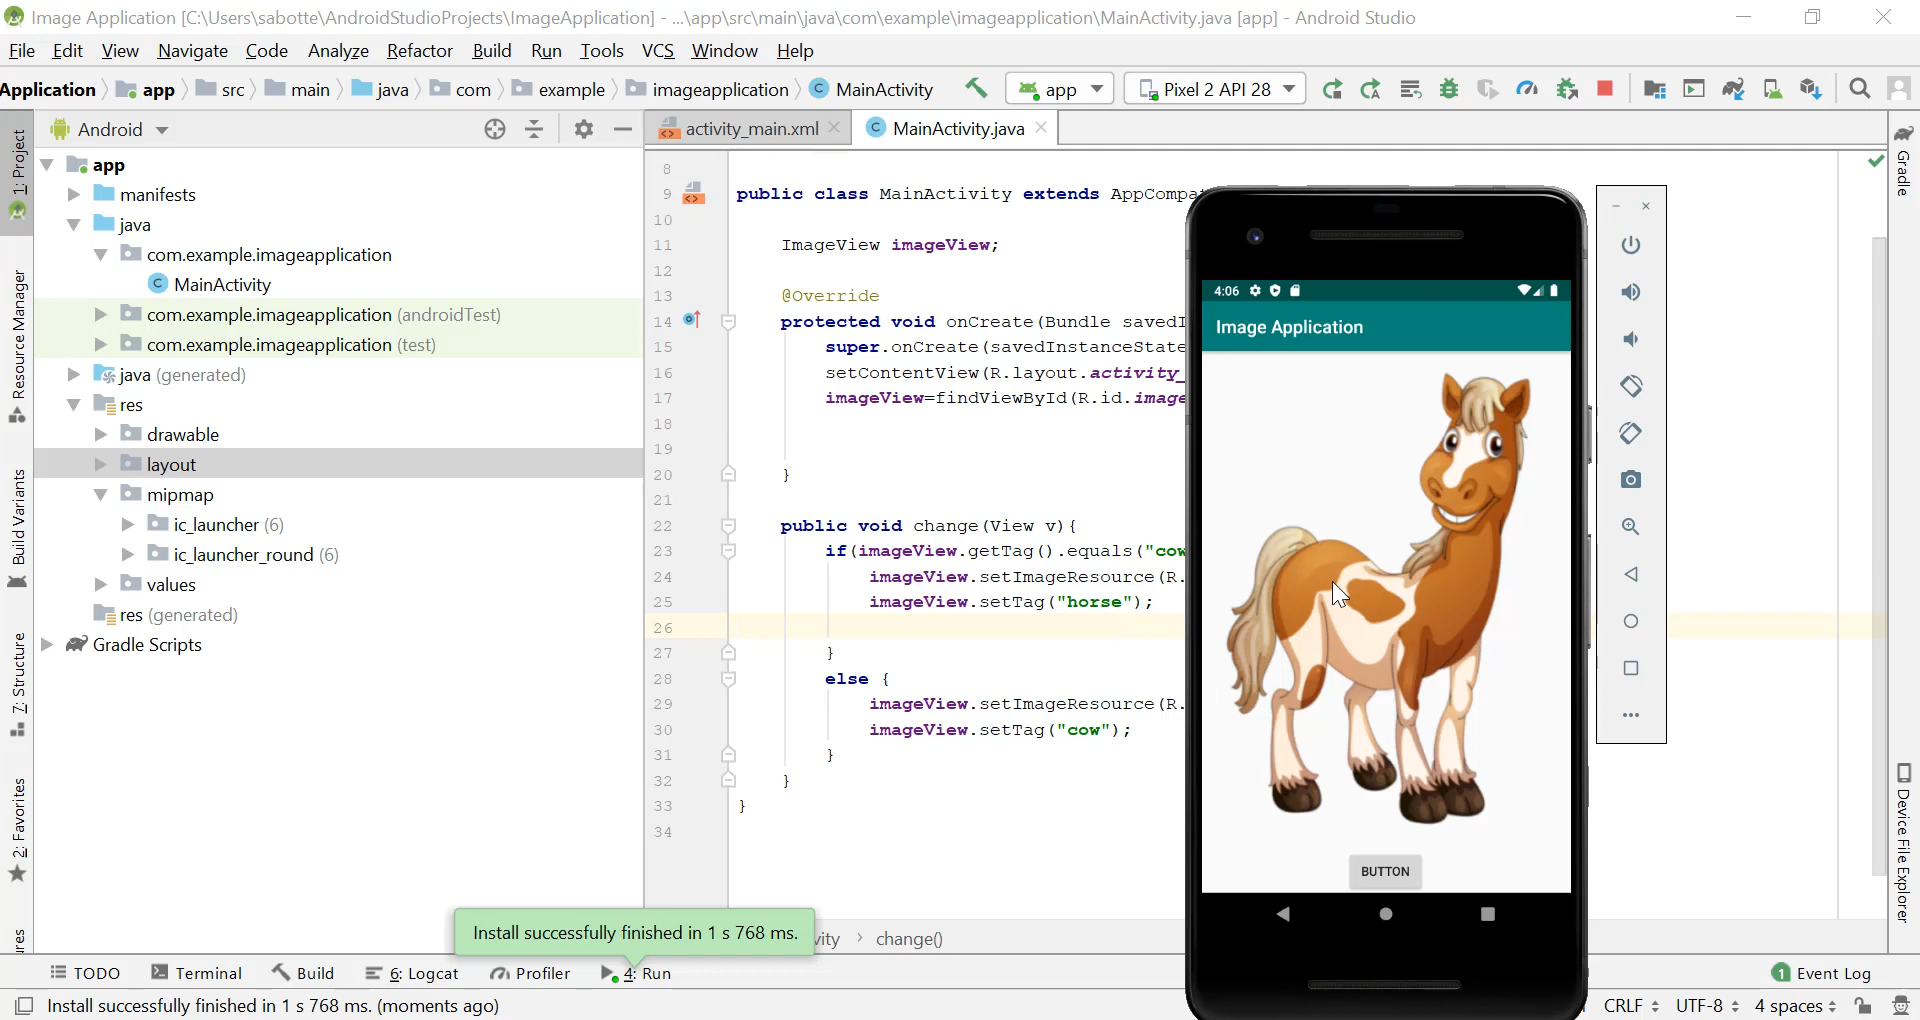 Image Application [C:\Users\sabotte\AndroidStudioProjects\ImageApplication] - ...\app\src\main\java\com\example\imageapplication\MainActivity.java [app] - Android Studio
File Edit View Navigate Code Analyze Refactor Build Run Tools VCS Window Help
Application app src main java com example imageapplication MainActivity app Pixel 2 API 28
Android
activity_main.xml MainActivity.java
1: Project
Resource Manager
Build Variants
7: Structure
2: Favorites
app
manifests
java
com.example.imageapplication
MainActivity
com.example.imageapplication (androidTest)
com.example.imageapplication (test)
java (generated)
res
drawable
layout
mipmap
ic_launcher (6)
ic_launcher_round (6)
values
res (generated)
Gradle Scripts
8
9 public class MainActivity extends AppCompa
10
11 ImageView imageView;
12
13 @Override
14 protected void onCreate(Bundle savedI
15 super.onCreate(savedInstanceState
16 setContentView(R.layout.activity_
17 imageView=findViewById(R.id.image
18
19
20 }
21
22 public void change(View v){
23 if(imageView.getTag().equals("cow
24 imageView.setImageResource(R.
25 imageView.setTag("horse");
26
27 }
28 else {
29 imageView.setImageResource(R.
30 imageView.setTag("cow");
31 }
32 }
33 }
34
4:06
Image Application
BUTTON
Gradle
Device File Explorer
Install successfully finished in 1 s 768 ms.
vity > change()
TODO Terminal Build 6: Logcat Profiler 4: Run 1 Event Log
Install successfully finished in 1 s 768 ms. (moments ago) CRLF UTF-8 4 spaces